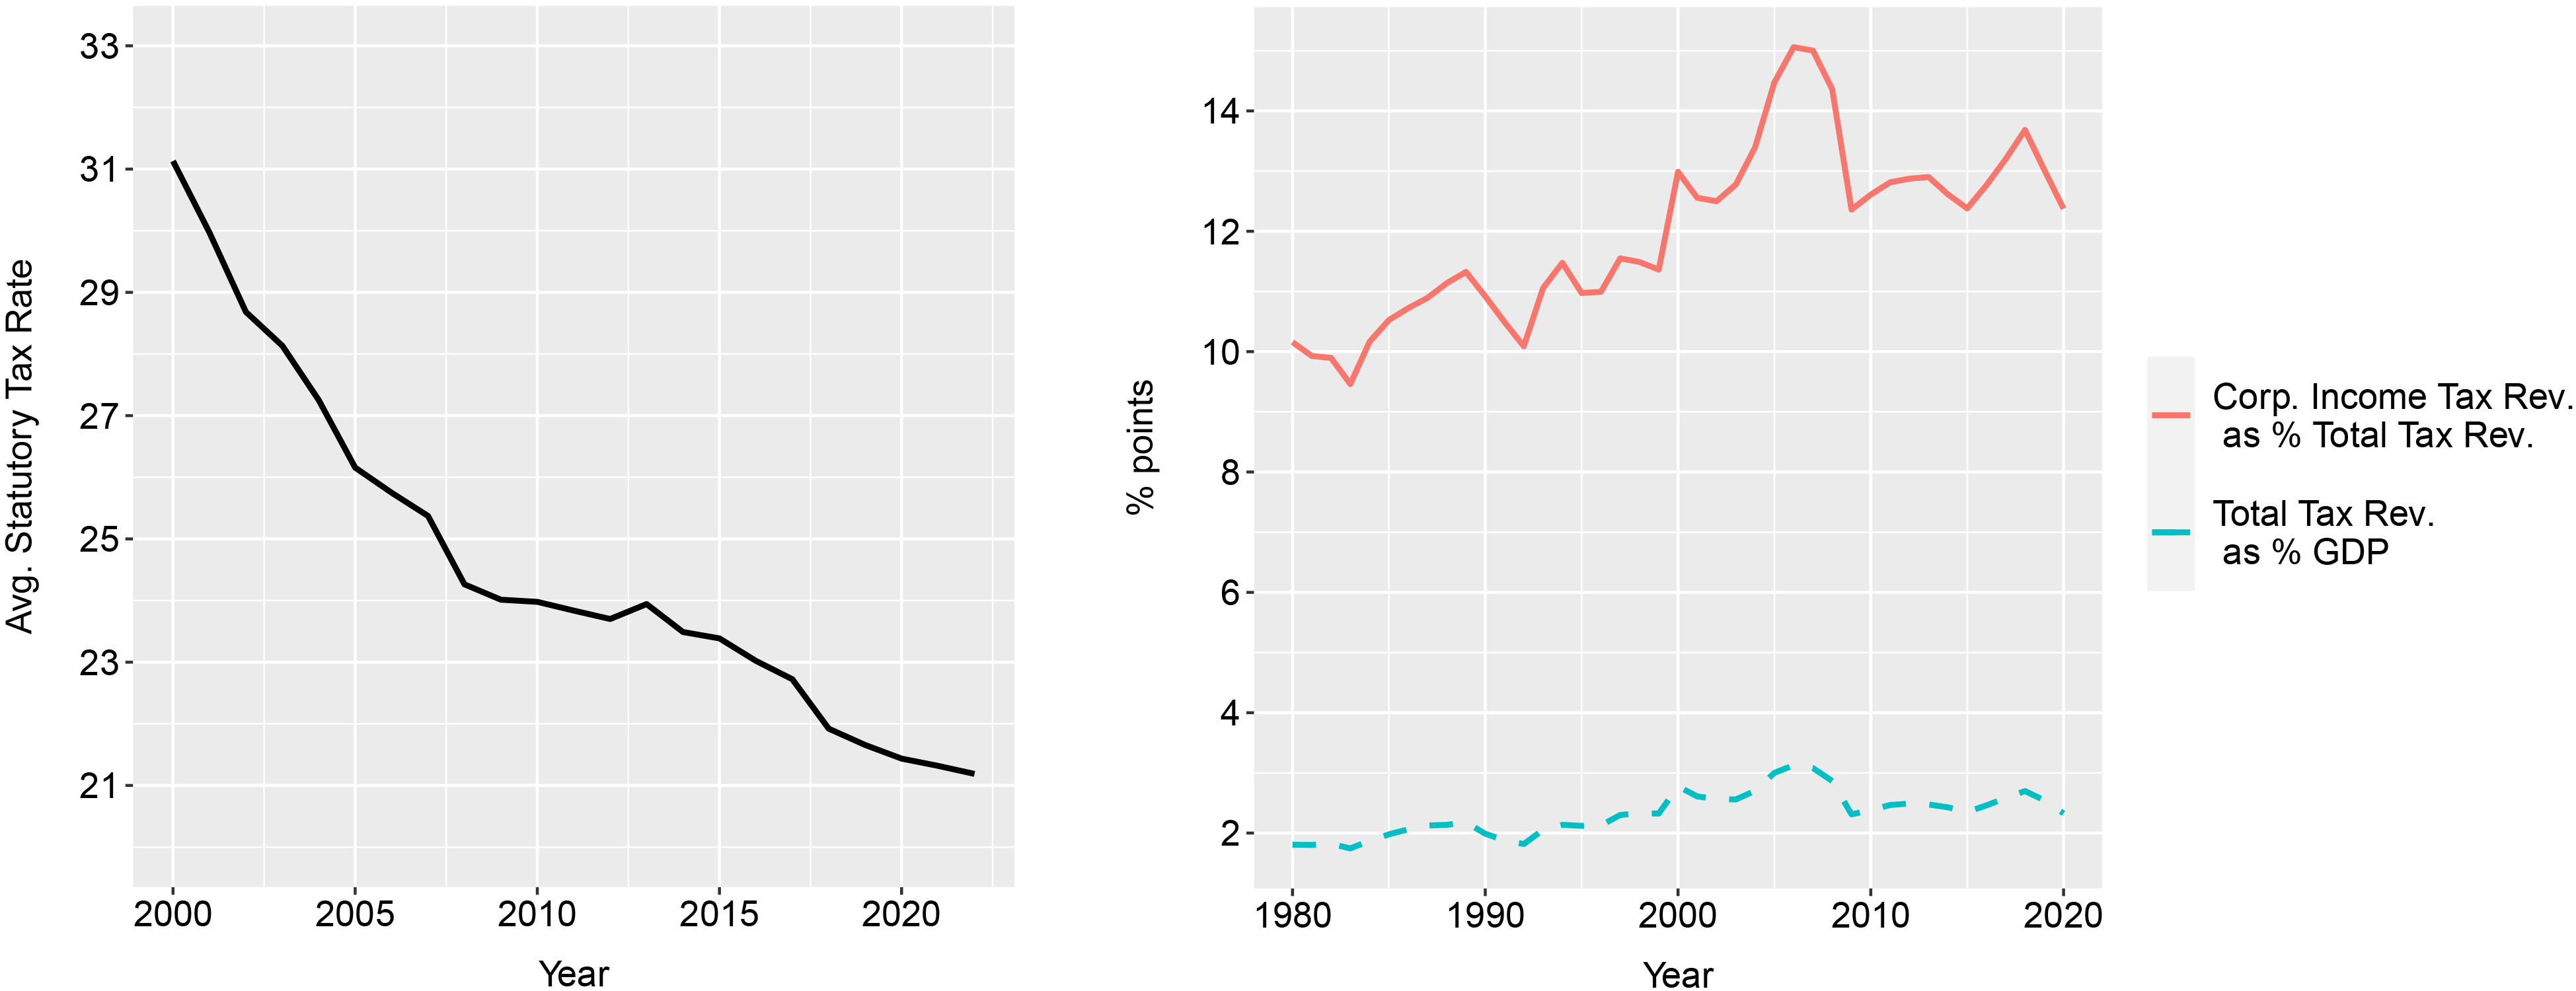 Avg. Statutory Tax Rate
33
31
29
27
25
23
21
2000 2005 2010 2015 2020
Year
% points
14
12
10
8
6
4
2
1980 1990 2000 2010 2020
Year
Corp. Income Tax Rev.
as % Total Tax Rev.
Total Tax Rev.
as % GDP